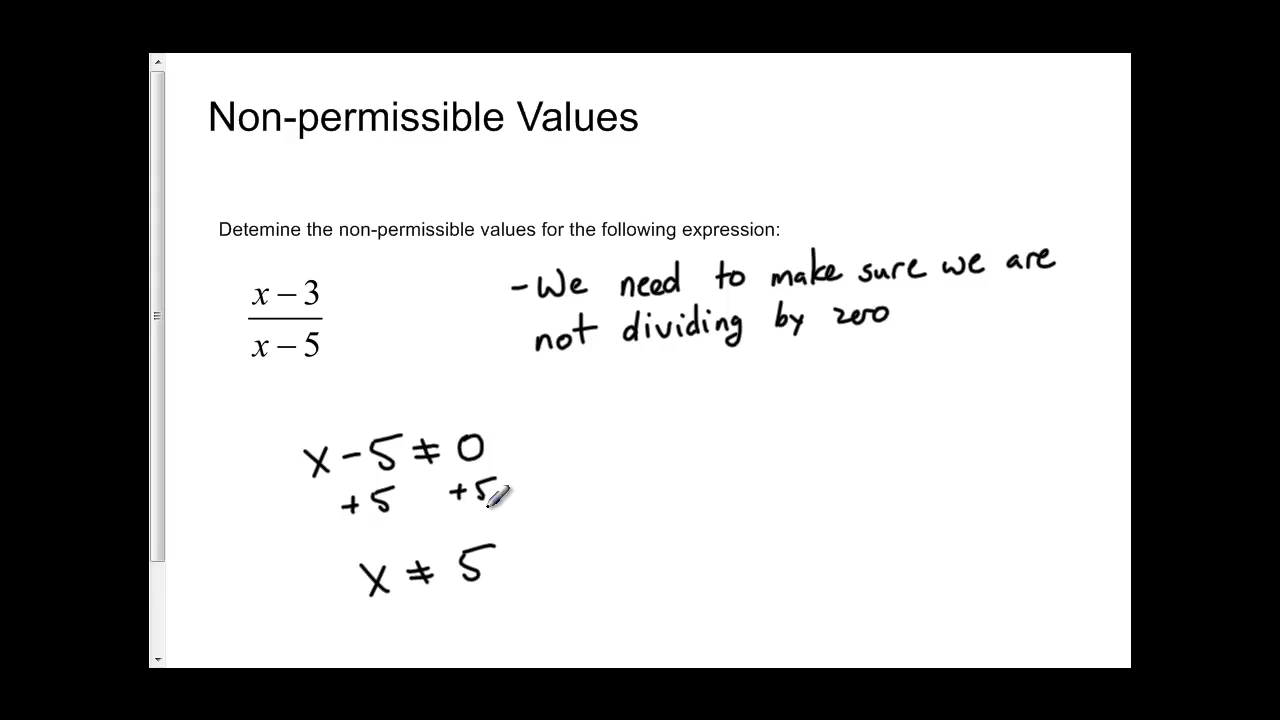 Non-permissible Values
Detemine the non-permissible values for the following expression:
x − 3
x − 5
- We need to make sure we are
not dividing by zero
x - 5 ≠ 0
+5 +5
x ≠ 5